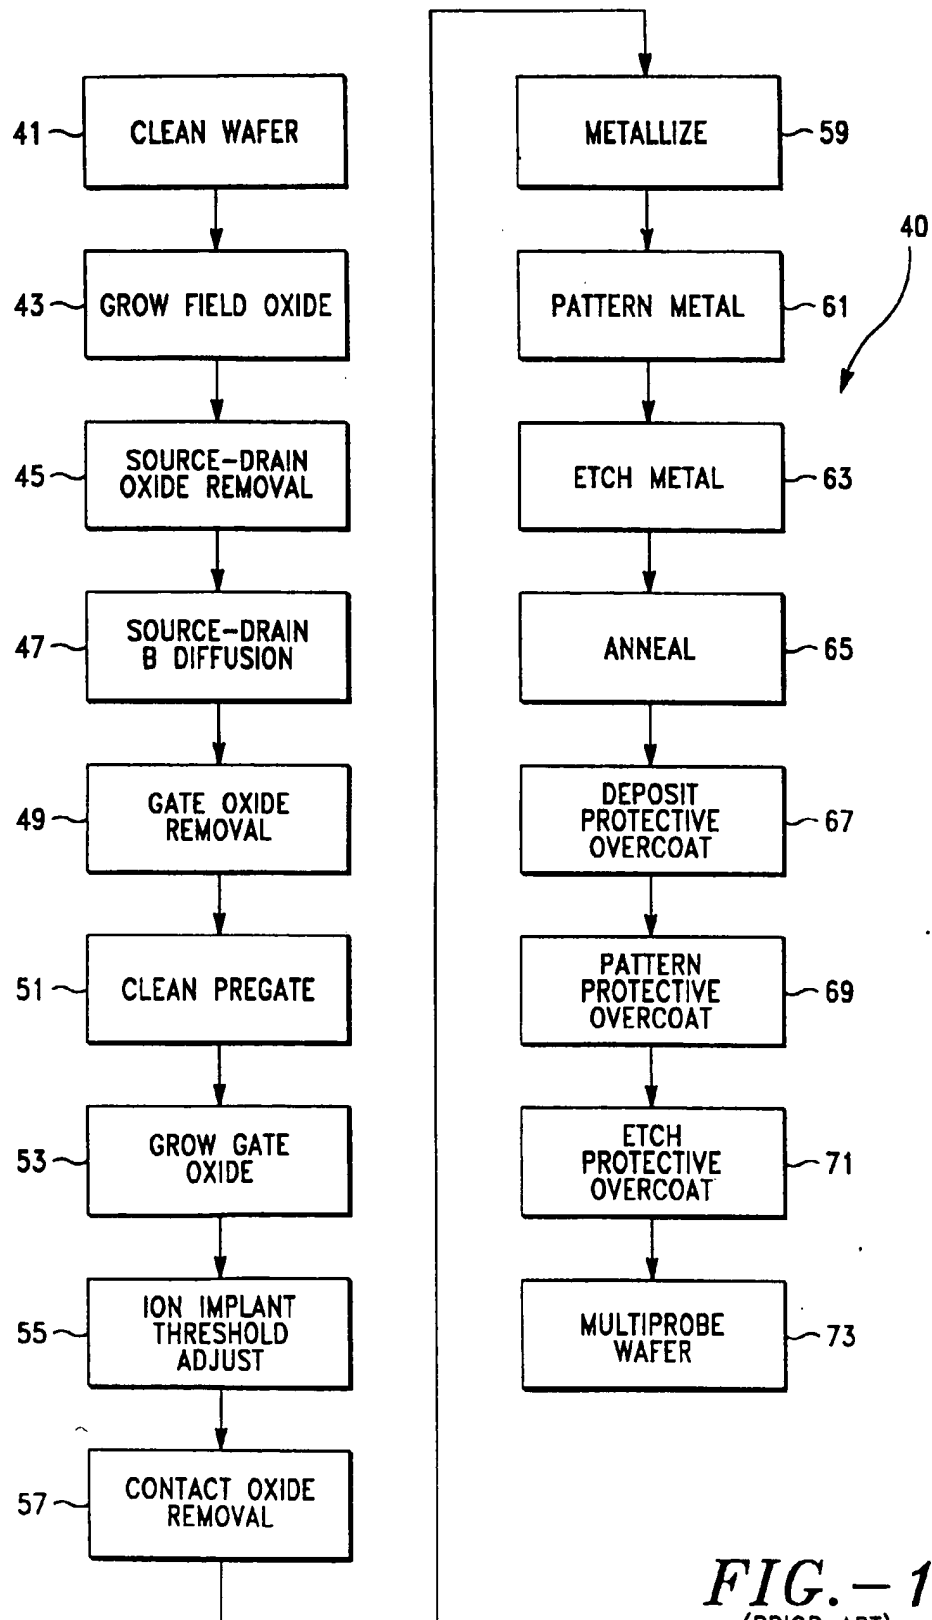 41
CLEAN WAFER
43
GROW FIELD OXIDE
45
SOURCE-DRAIN
OXIDE REMOVAL
47
SOURCE-DRAIN
B DIFFUSION
49
GATE OXIDE
REMOVAL
51
CLEAN PREGATE
53
GROW GATE
OXIDE
55
ION IMPLANT
THRESHOLD
ADJUST
57
CONTACT OXIDE
REMOVAL
METALLIZE
59
40
PATTERN METAL
61
ETCH METAL
63
ANNEAL
65
DEPOSIT
PROTECTIVE
OVERCOAT
67
PATTERN
PROTECTIVE
OVERCOAT
69
ETCH
PROTECTIVE
OVERCOAT
71
MULTIPROBE
WAFER
73
FIG.-1
(PRIOR ART)